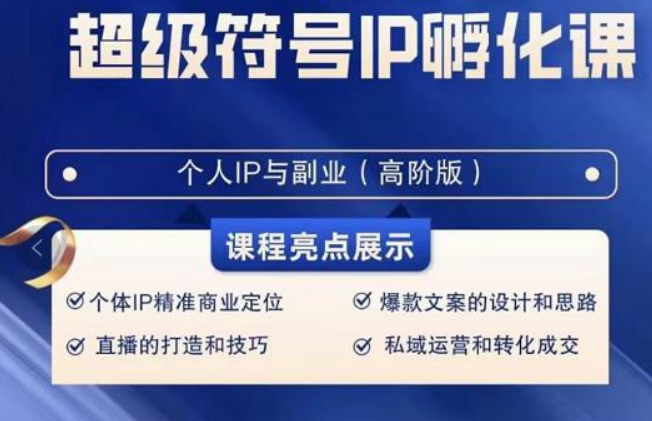 超级符号IP孵化课
个人IP与副业（高阶版）
课程亮点展示
个体IP精准商业定位 爆款文案的设计和思路
直播的打造和技巧 私域运营和转化成交